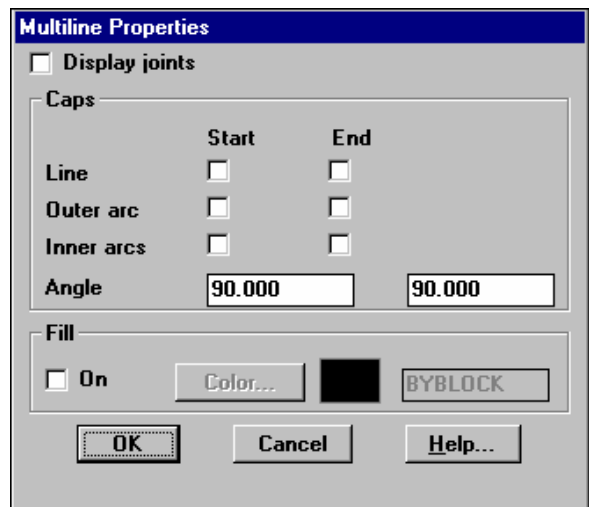 Multiline Properties
Display joints
Caps
Start End
Line
Outer arc
Inner arcs
Angle 90.000 90.000
Fill
On Color... BYBLOCK
OK Cancel Help...